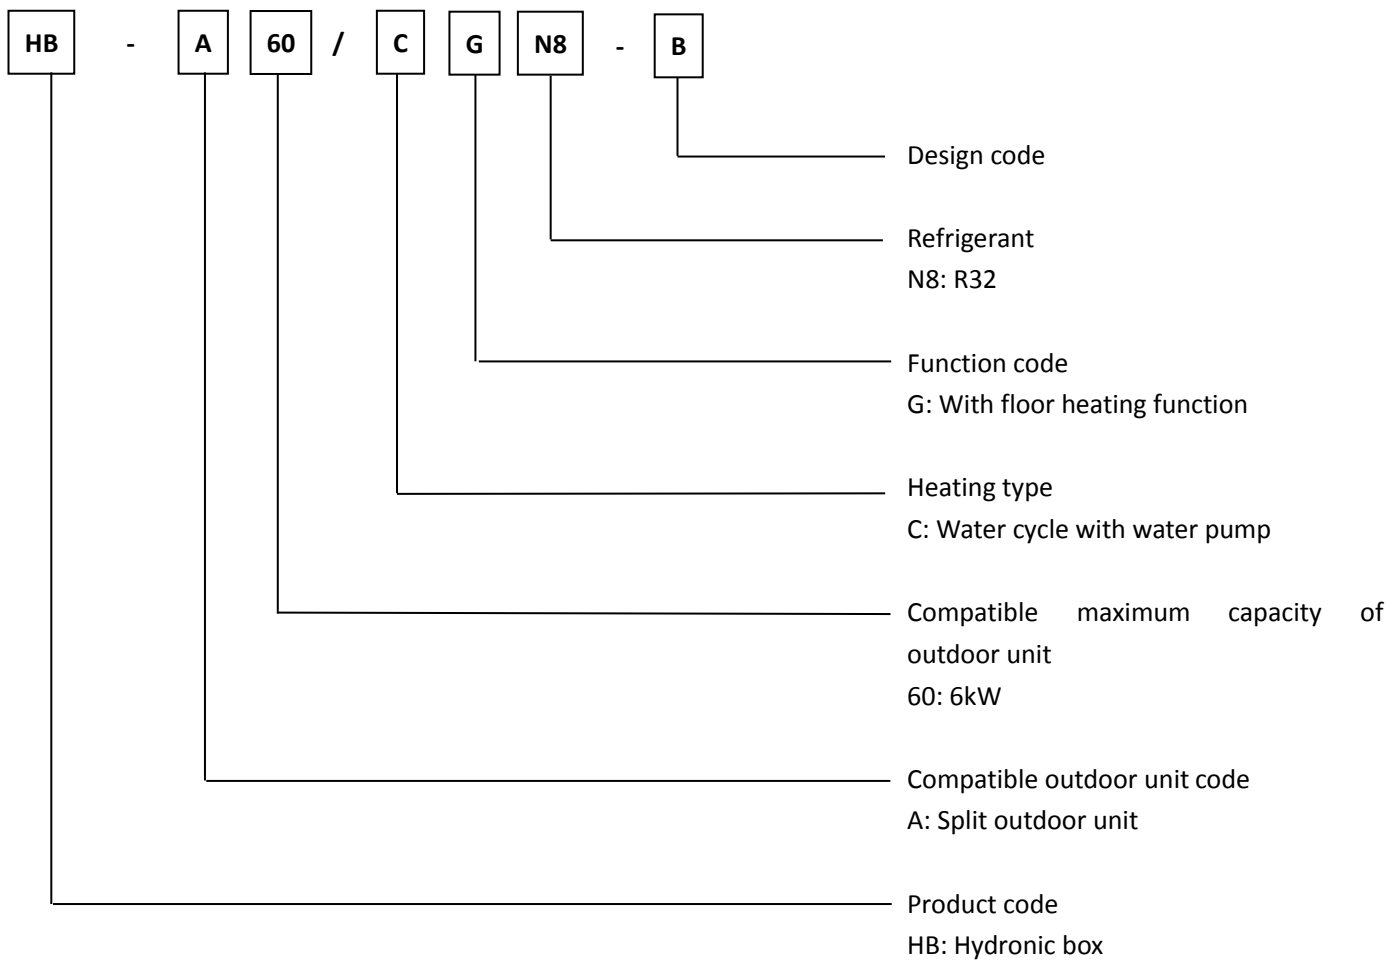 HB - A 60 / C G N8 - B
Design code
Refrigerant
N8: R32
Function code
G: With floor heating function
Heating type
C: Water cycle with water pump
Compatible maximum capacity of
outdoor unit
60: 6kW
Compatible outdoor unit code
A: Split outdoor unit
Product code
HB: Hydronic box